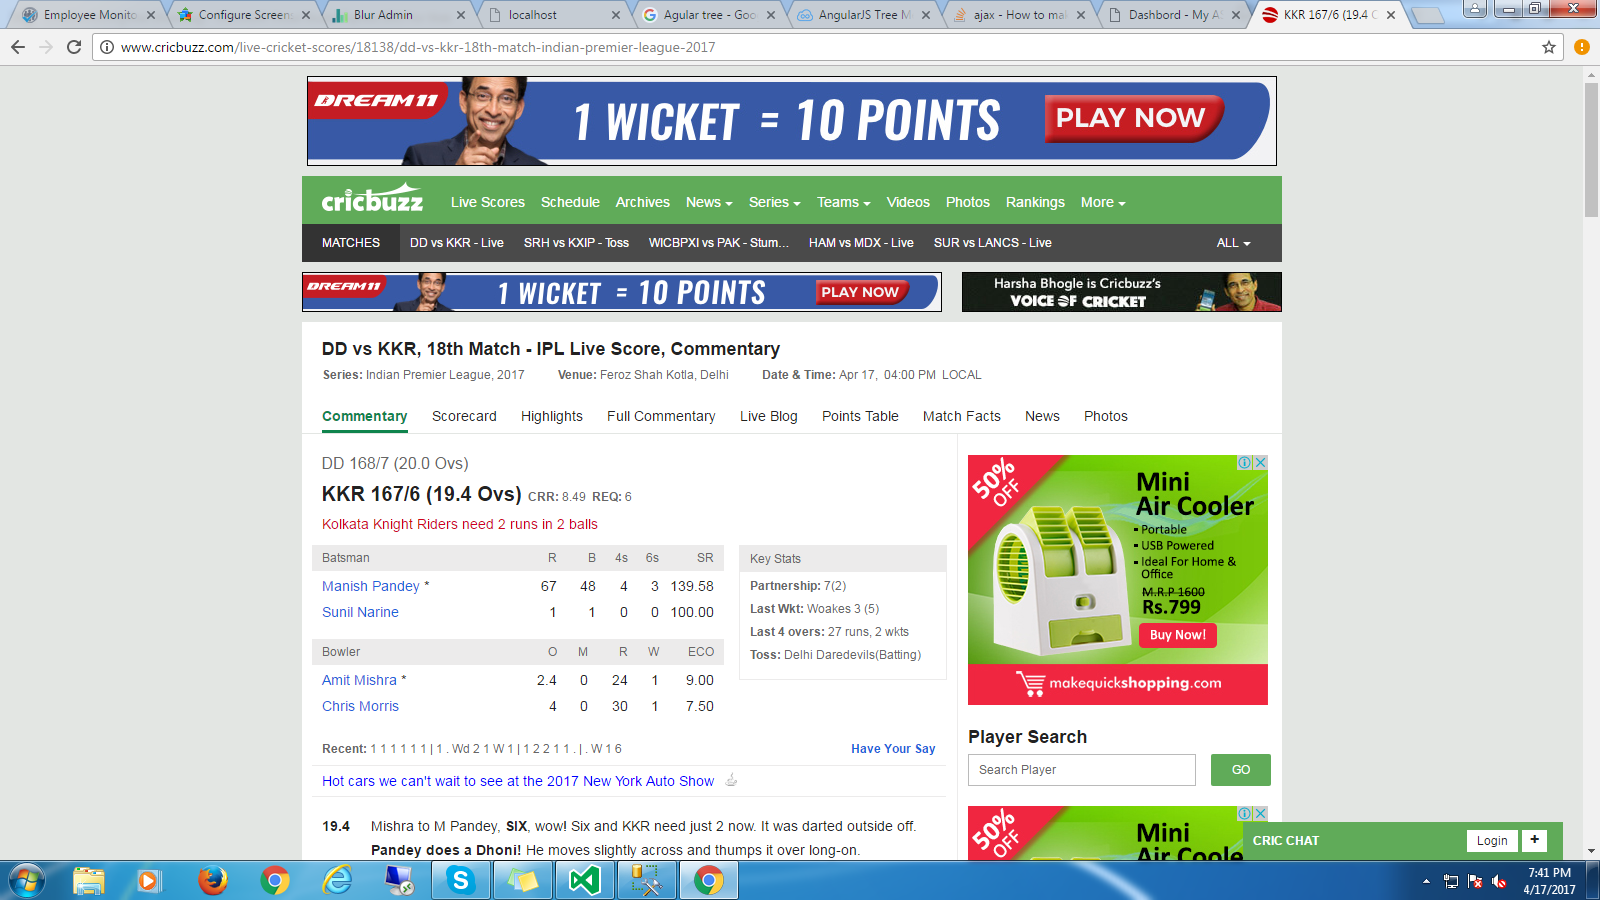 Employee Monito
Configure Screen
Blur Admin
localhost
Agular tree - Goo
AngularJS Tree M
ajax - How to mak
Dashbord - My A
KKR 167/6 (19.4 O
www.cricbuzz.com/live-cricket-scores/18138/dd-vs-kkr-18th-match-indian-premier-league-2017
DREAM11 1 WICKET = 10 POINTS PLAY NOW
cricbuzz Live Scores Schedule Archives News Series Teams Videos Photos Rankings More
MATCHES DD vs KKR - Live SRH vs KXIP - Toss WICBPXI vs PAK - Stum... HAM vs MDX - Live SUR vs LANCS - Live ALL
DREAM11 1 WICKET = 10 POINTS PLAY NOW
Harsha Bhogle is Cricbuzz's
VOICE OF CRICKET
DD vs KKR, 18th Match - IPL Live Score, Commentary
Series: Indian Premier League, 2017 Venue: Feroz Shah Kotla, Delhi Date & Time: Apr 17, 04:00 PM LOCAL
Commentary Scorecard Highlights Full Commentary Live Blog Points Table Match Facts News Photos
DD 168/7 (20.0 Ovs)
KKR 167/6 (19.4 Ovs) CRR: 8.49 REQ: 6
Kolkata Knight Riders need 2 runs in 2 balls
Batsman R B 4s 6s SR
Manish Pandey * 67 48 4 3 139.58
Sunil Narine 1 1 0 0 100.00
Bowler O M R W ECO
Amit Mishra * 2.4 0 24 1 9.00
Chris Morris 4 0 30 1 7.50
Key Stats
Partnership: 7(2)
Last Wkt: Woakes 3 (5)
Last 4 overs: 27 runs, 2 wkts
Toss: Delhi Daredevils(Batting)
Recent: 1 1 1 1 1 1 | 1 . Wd 2 1 W 1 | 1 2 2 1 1 . | . W 1 6
Have Your Say
Hot cars we can't wait to see at the 2017 New York Auto Show
19.4 Mishra to M Pandey, SIX, wow! Six and KKR need just 2 now. It was darted outside off.
Pandey does a Dhoni! He moves slightly across and thumps it over long-on.
50% OFF
Mini
Air Cooler
Portable
USB Powered
Ideal For Home &
Office
M.R.P 1600
Rs.799
Buy Now!
makequickshopping.com
Player Search
Search Player GO
50% OFF
Mini
Air Coole
CRIC CHAT Login +
7:41 PM
4/17/2017